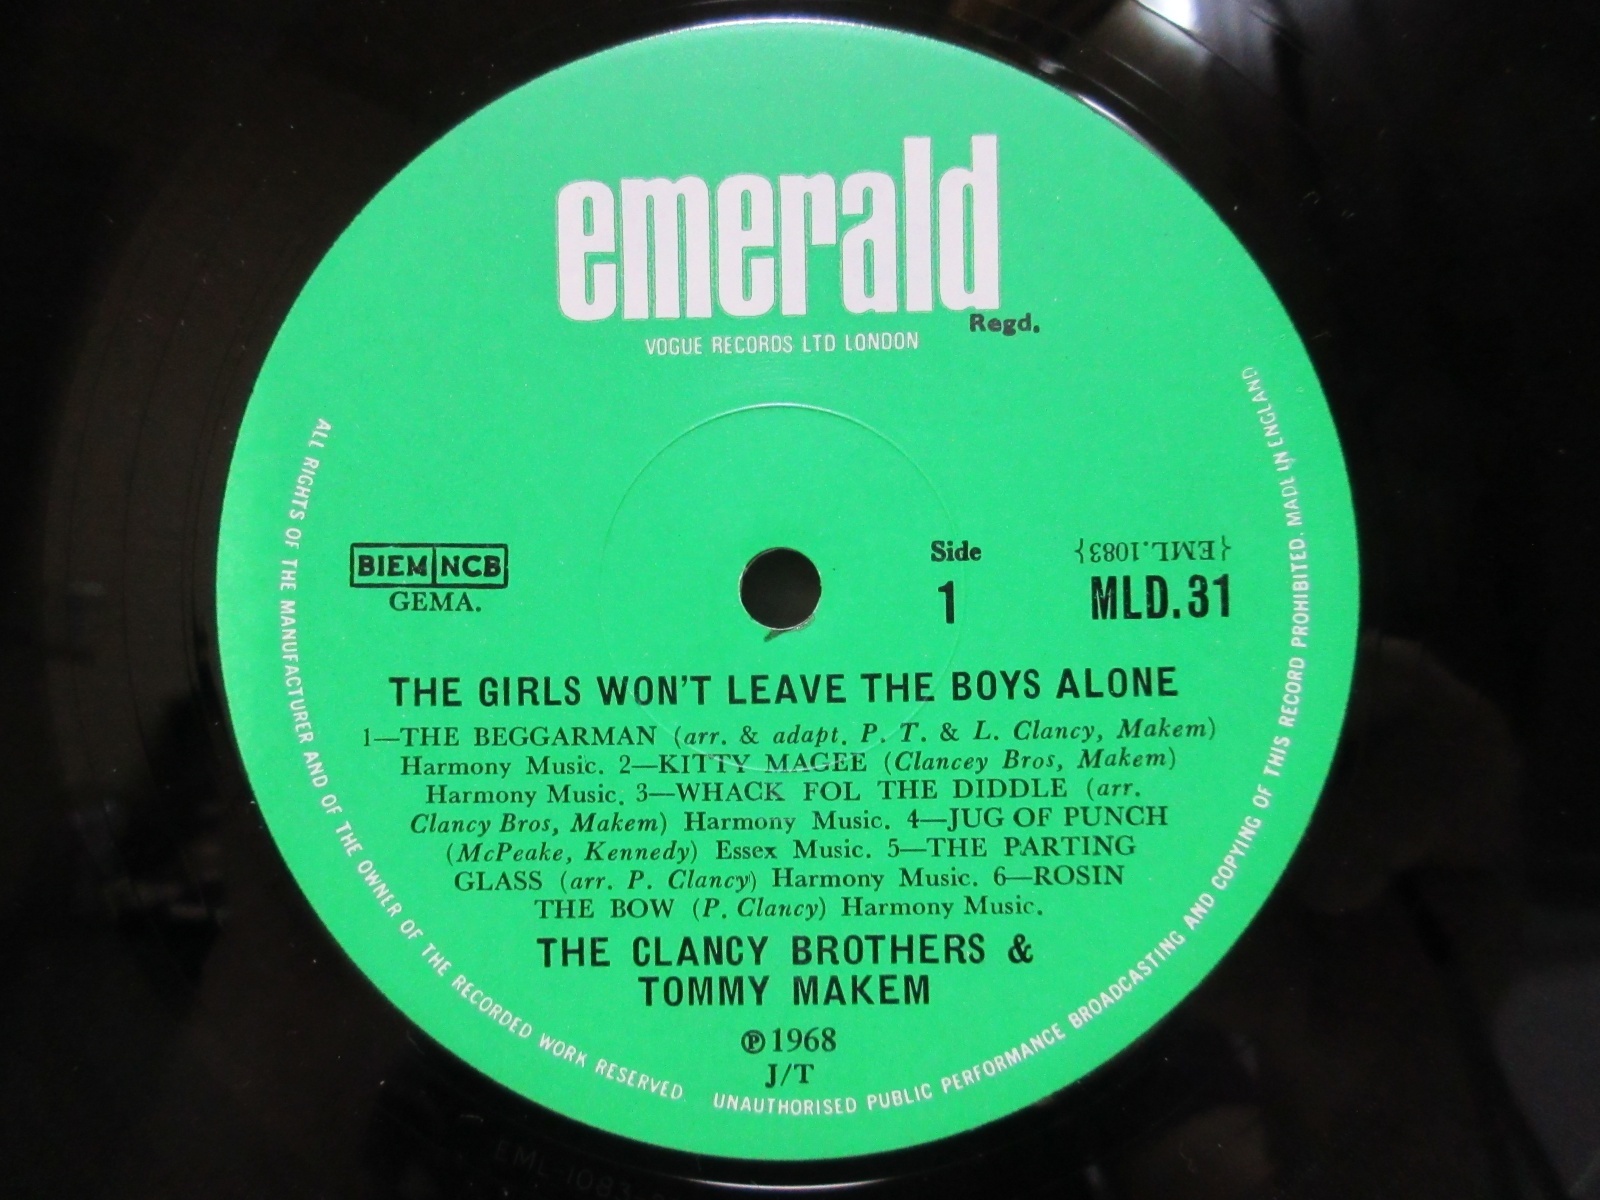 emerald
Regd.
VOGUE RECORDS LTD LONDON
BIEM NCB
GEMA.
Side
1
{EML.1083}
MLD.31
THE GIRLS WON'T LEAVE THE BOYS ALONE
1—THE BEGGARMAN (arr. & adapt. P. T. & L. Clancy, Makem)
Harmony Music. 2—KITTY MAGEE (Clancey Bros, Makem)
Harmony Music. 3—WHACK FOL THE DIDDLE (arr.
Clancy Bros, Makem) Harmony Music. 4—JUG OF PUNCH
(McPeake, Kennedy) Essex Music. 5—THE PARTING
GLASS (arr. P. Clancy) Harmony Music. 6—ROSIN
THE BOW (P. Clancy) Harmony Music.
THE CLANCY BROTHERS &
TOMMY MAKEM
℗1968
J/T
ALL RIGHTS OF THE MANUFACTURER AND OF THE OWNER OF THE RECORDED WORK RESERVED. UNAUTHORISED PUBLIC PERFORMANCE BROADCASTING AND COPYING OF THIS RECORD PROHIBITED. MADE IN ENGLAND
EML-1083